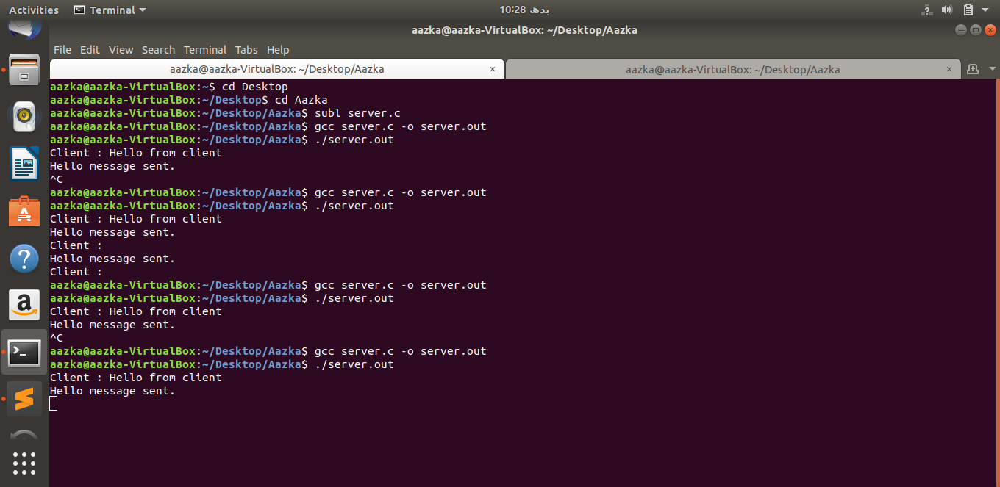 Activities Terminal بدھ 10:28
aazka@aazka-VirtualBox: ~/Desktop/Aazka
File Edit View Search Terminal Tabs Help
aazka@aazka-VirtualBox: ~/Desktop/Aazka × aazka@aazka-VirtualBox: ~/Desktop/Aazka ×
aazka@aazka-VirtualBox:~$ cd Desktop
aazka@aazka-VirtualBox:~/Desktop$ cd Aazka
aazka@aazka-VirtualBox:~/Desktop/Aazka$ subl server.c
aazka@aazka-VirtualBox:~/Desktop/Aazka$ gcc server.c -o server.out
aazka@aazka-VirtualBox:~/Desktop/Aazka$ ./server.out
Client : Hello from client
Hello message sent.
^C
aazka@aazka-VirtualBox:~/Desktop/Aazka$ gcc server.c -o server.out
aazka@aazka-VirtualBox:~/Desktop/Aazka$ ./server.out
Client : Hello from client
Hello message sent.
Client :
Hello message sent.
Client :
aazka@aazka-VirtualBox:~/Desktop/Aazka$ gcc server.c -o server.out
aazka@aazka-VirtualBox:~/Desktop/Aazka$ ./server.out
Client : Hello from client
Hello message sent.
^C
aazka@aazka-VirtualBox:~/Desktop/Aazka$ gcc server.c -o server.out
aazka@aazka-VirtualBox:~/Desktop/Aazka$ ./server.out
Client : Hello from client
Hello message sent.